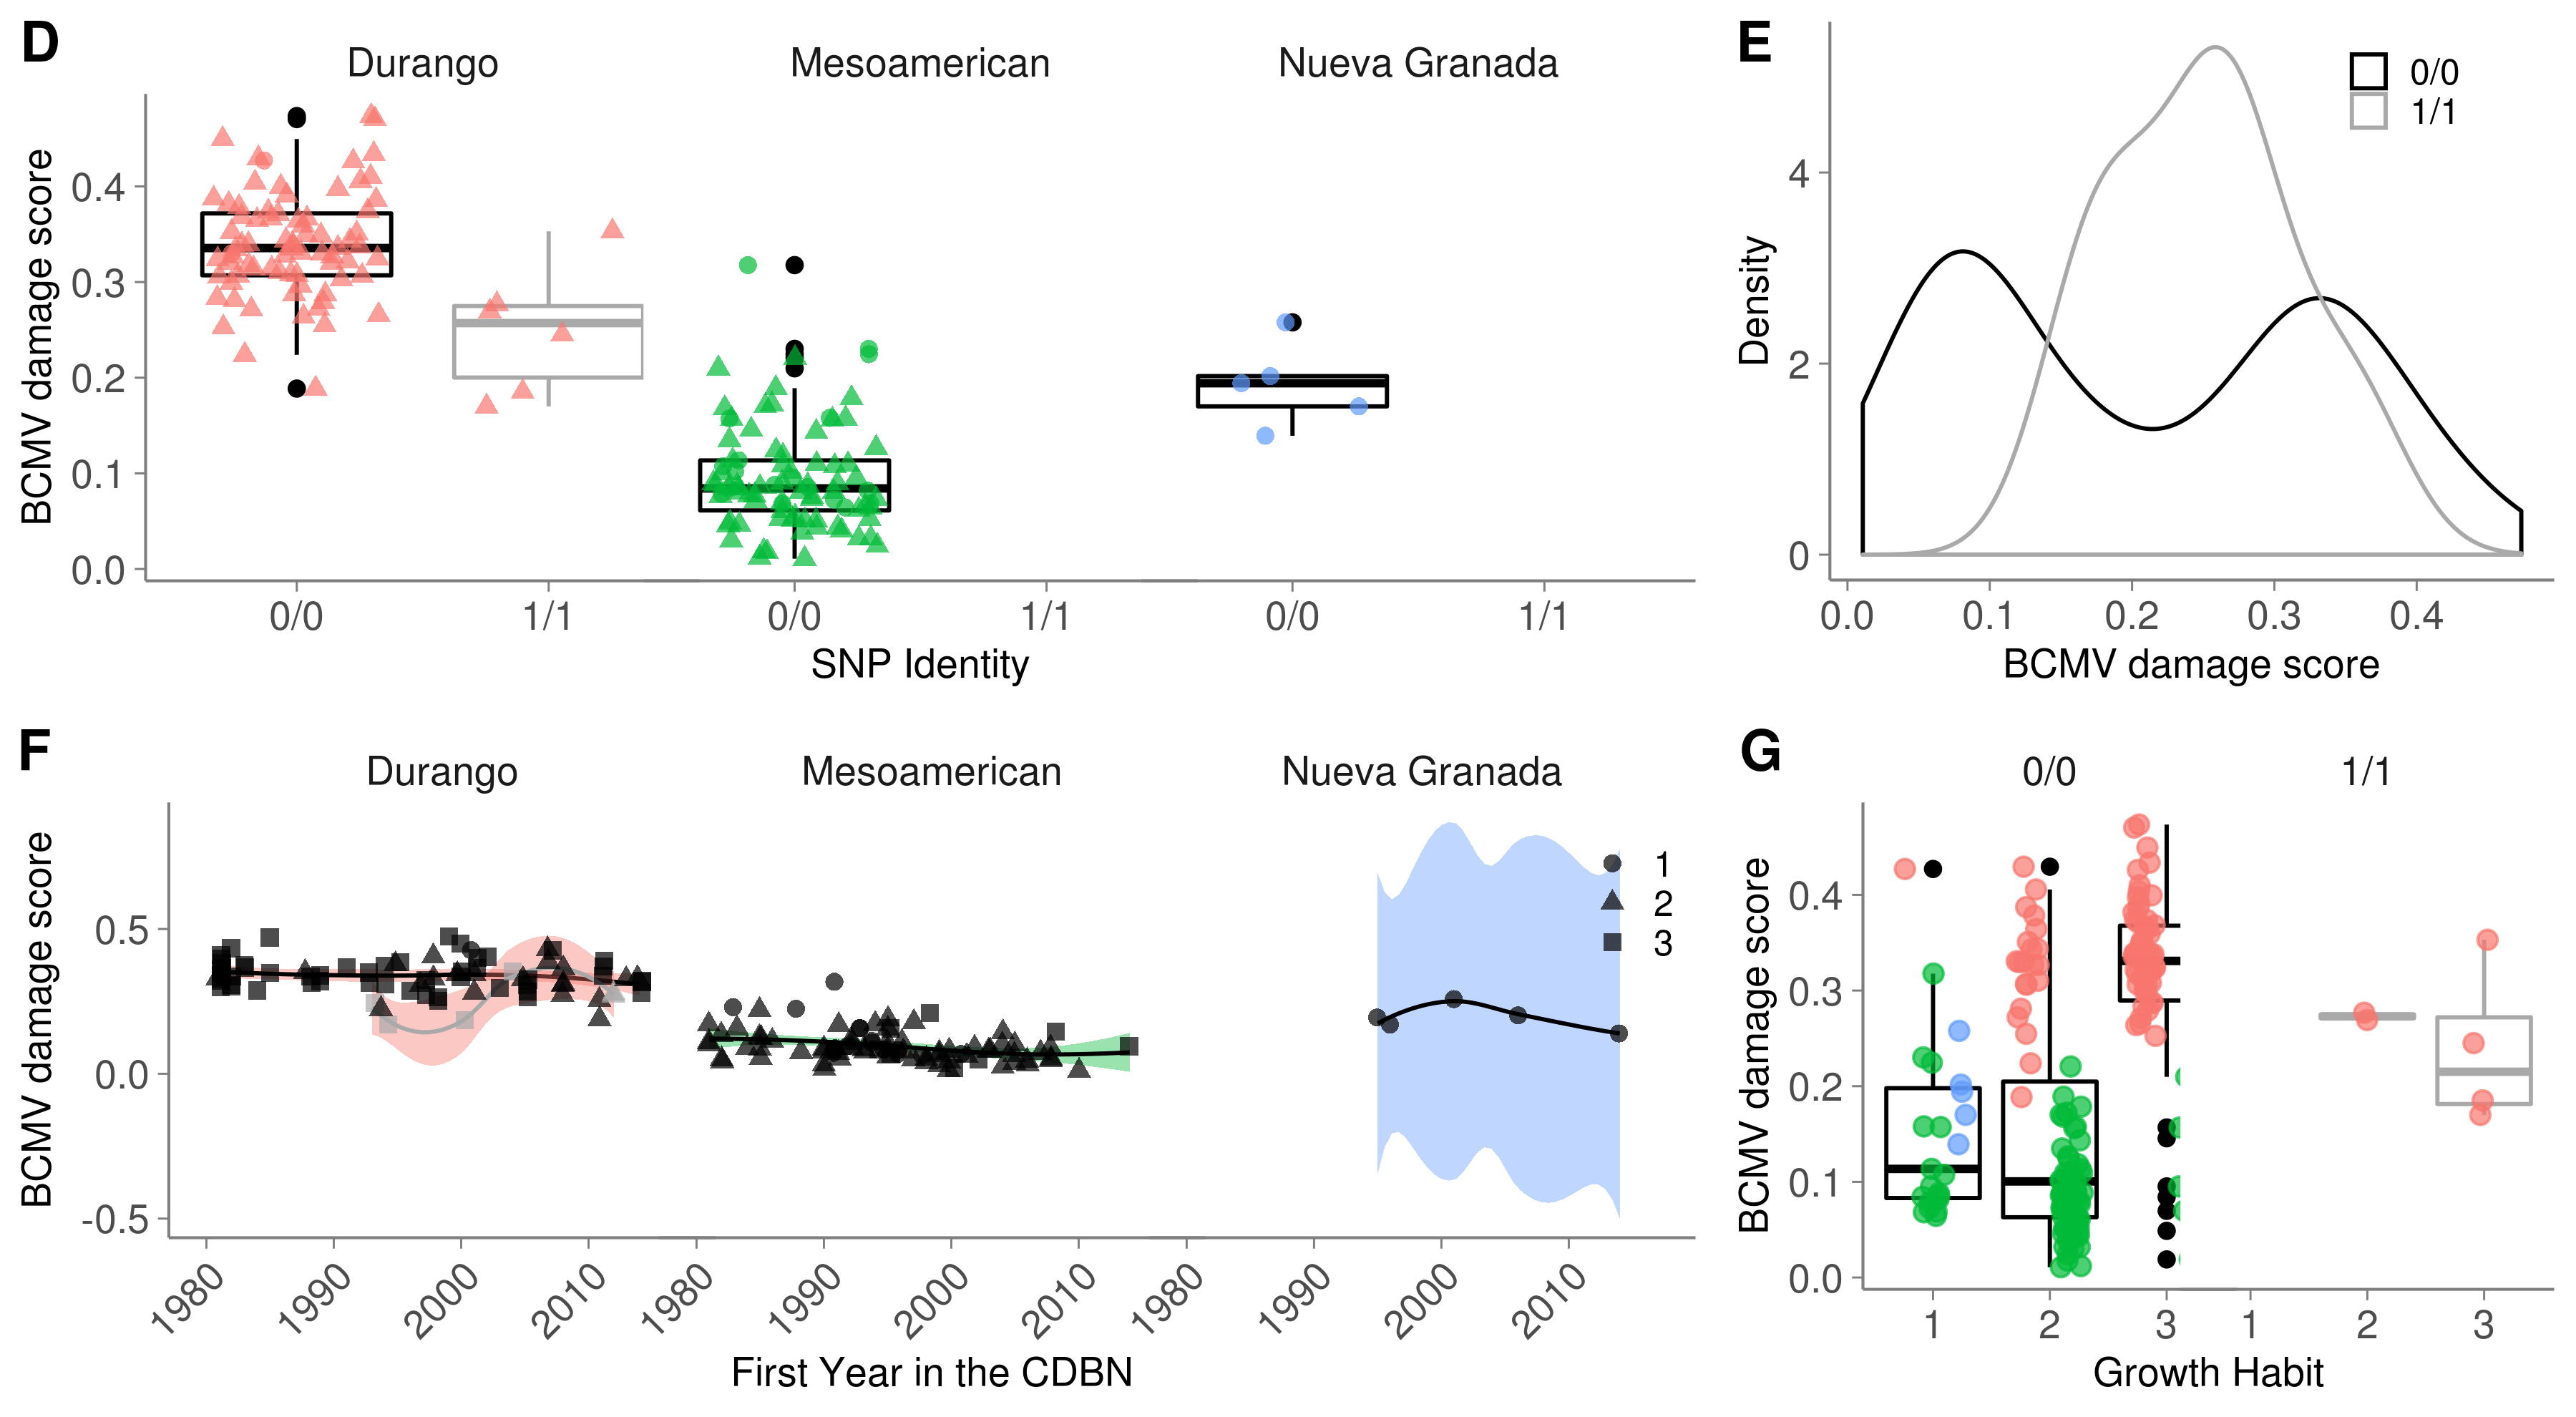 D
Durango Mesoamerican Nueva Granada
BCMV damage score
0.4
0.3
0.2
0.1
0.0
0/0 1/1 0/0 1/1 0/0 1/1
SNP Identity
E
0/0
1/1
Density
4
2
0
0.0 0.1 0.2 0.3 0.4
BCMV damage score
F
Durango Mesoamerican Nueva Granada
BCMV damage score
0.5
0.0
-0.5
1
2
3
1980 1990 2000 2010 1980 1990 2000 2010 1980 1990 2000 2010
First Year in the CDBN
G
0/0 1/1
BCMV damage score
0.4
0.3
0.2
0.1
0.0
1 2 3 1 2 3
Growth Habit